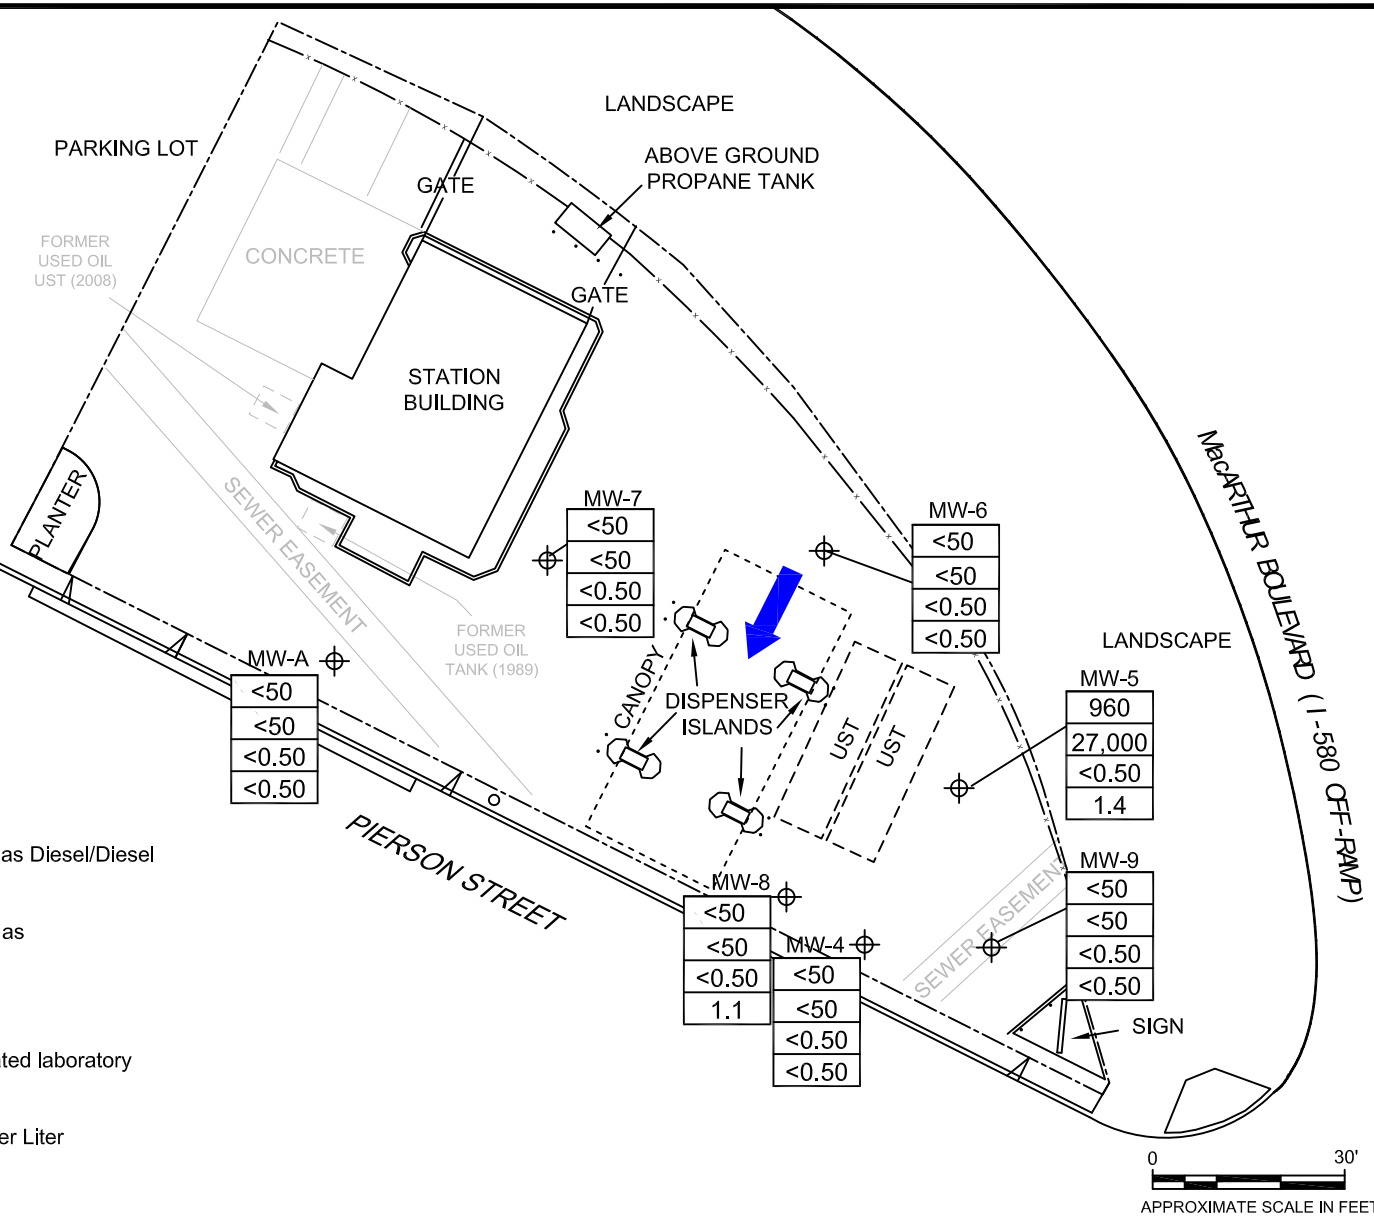 LANDSCAPE
PARKING LOT
ABOVE GROUND
PROPANE TANK
GATE
FORMER
USED OIL
UST (2008)
CONCRETE
GATE
STATION
BUILDING
PLANTER
SEWER EASEMENT
MW-7
<50
<50
<0.50
<0.50
MW-6
<50
<50
<0.50
<0.50
MacARTHUR BOULEVARD (I-580 OFF-RAMP)
FORMER
USED OIL
TANK (1989)
LANDSCAPE
MW-A
<50
<50
<0.50
<0.50
CANOPY
DISPENSER
ISLANDS
UST
UST
MW-5
960
27,000
<0.50
1.4
PIERSON STREET
as Diesel/Diesel
MW-8
<50
<50
<0.50
1.1
MW-4
<50
<50
<0.50
<0.50
SEWER EASEMENT
MW-9
<50
<50
<0.50
<0.50
as
SIGN
ated laboratory
er Liter
0 30'
APPROXIMATE SCALE IN FEET